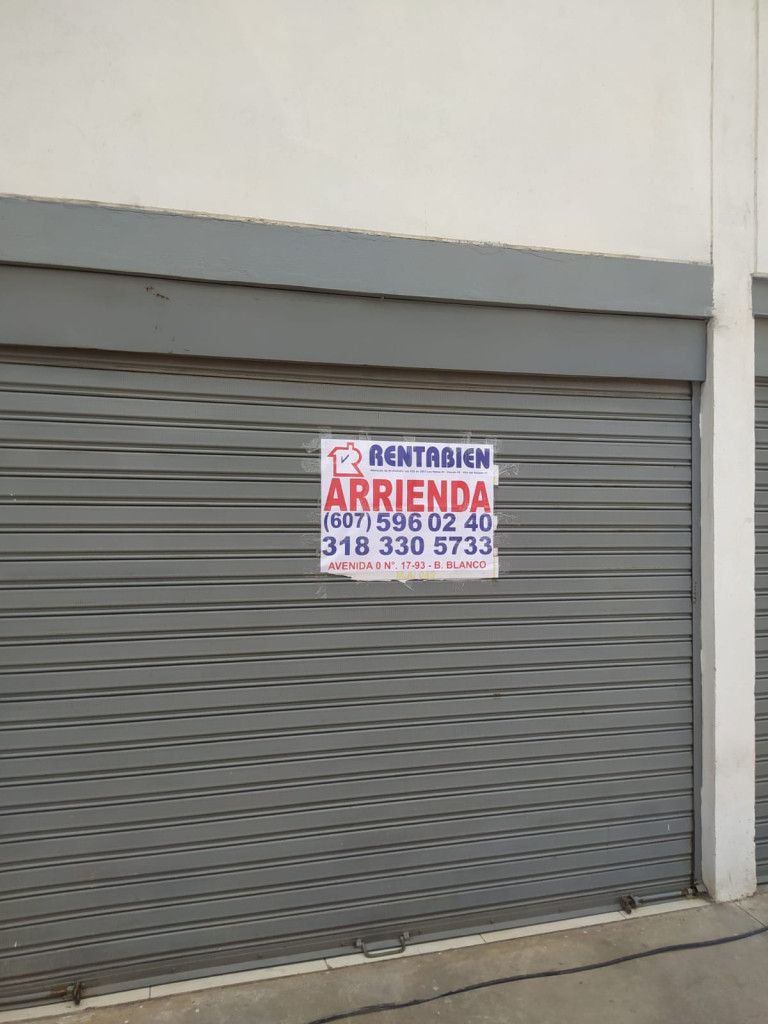 RENTABIEN
ARRIENDA
(607) 596 02 40
318 330 5733
AVENIDA 0 N°. 17-93 - B. BLANCO